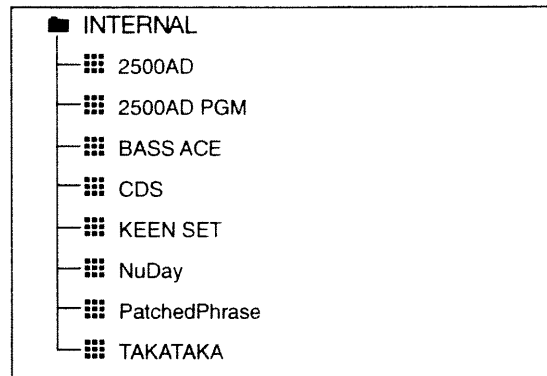 INTERNAL
2500AD
2500AD PGM
BASS ACE
CDS
KEEN SET
NuDay
PatchedPhrase
TAKATAKA